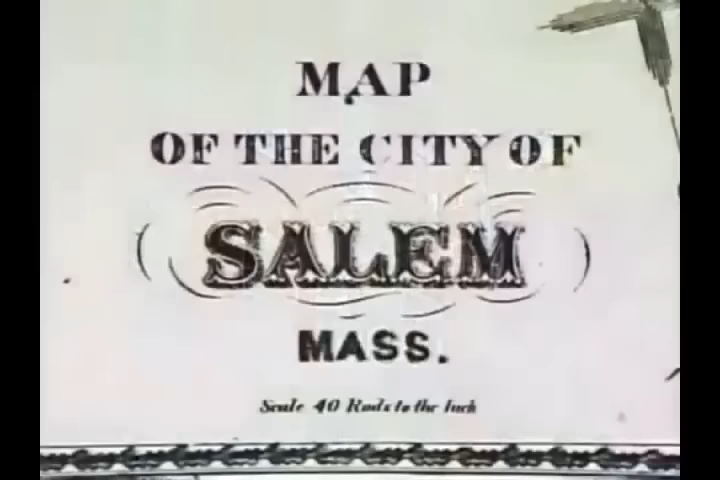 MAP
OF THE CITY OF
SALEM
MASS.
Scale 40 Rods to the Inch